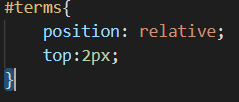 #terms{
    position: relative;
    top:2px;
}